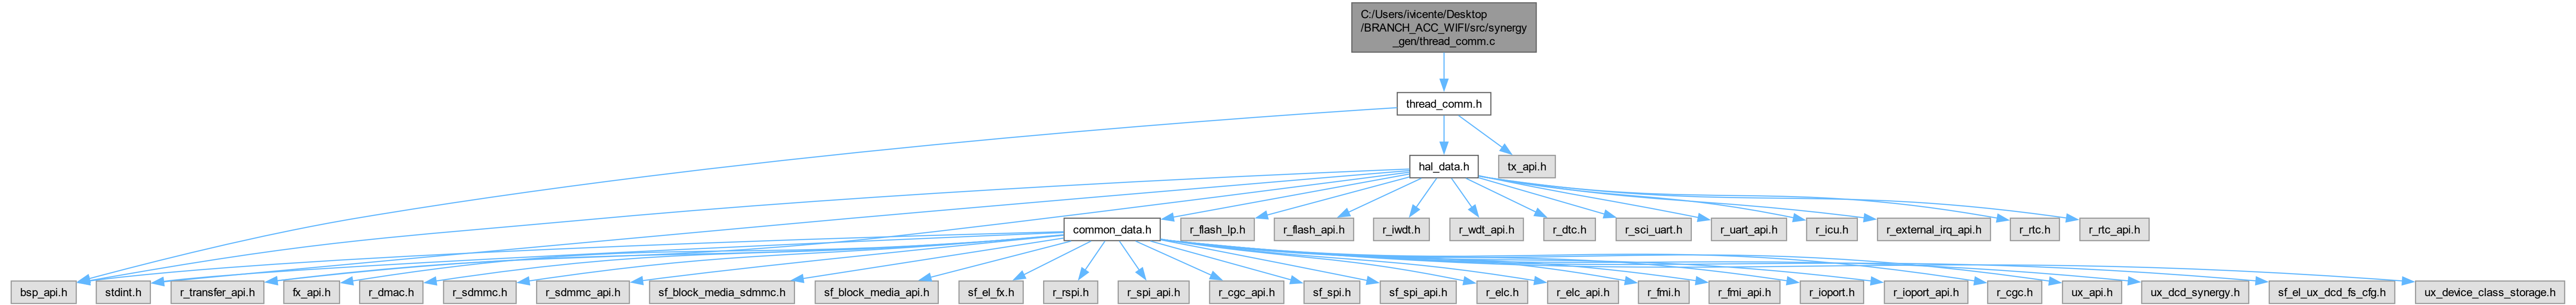 C:/Users/ivicente/Desktop
/BRANCH_ACC_WIFI/src/synergy
_gen/thread_comm.c
thread_comm.h
hal_data.h
tx_api.h
common_data.h
r_flash_lp.h
r_flash_api.h
r_iwdt.h
r_wdt_api.h
r_dtc.h
r_sci_uart.h
r_uart_api.h
r_icu.h
r_external_irq_api.h
r_rtc.h
r_rtc_api.h
bsp_api.h
stdint.h
r_transfer_api.h
fx_api.h
r_dmac.h
r_sdmmc.h
r_sdmmc_api.h
sf_block_media_sdmmc.h
sf_block_media_api.h
sf_el_fx.h
r_rspi.h
r_spi_api.h
r_cgc_api.h
sf_spi.h
sf_spi_api.h
r_elc.h
r_elc_api.h
r_fmi.h
r_fmi_api.h
r_ioport.h
r_ioport_api.h
r_cgc.h
ux_api.h
ux_dcd_synergy.h
sf_el_ux_dcd_fs_cfg.h
ux_device_class_storage.h